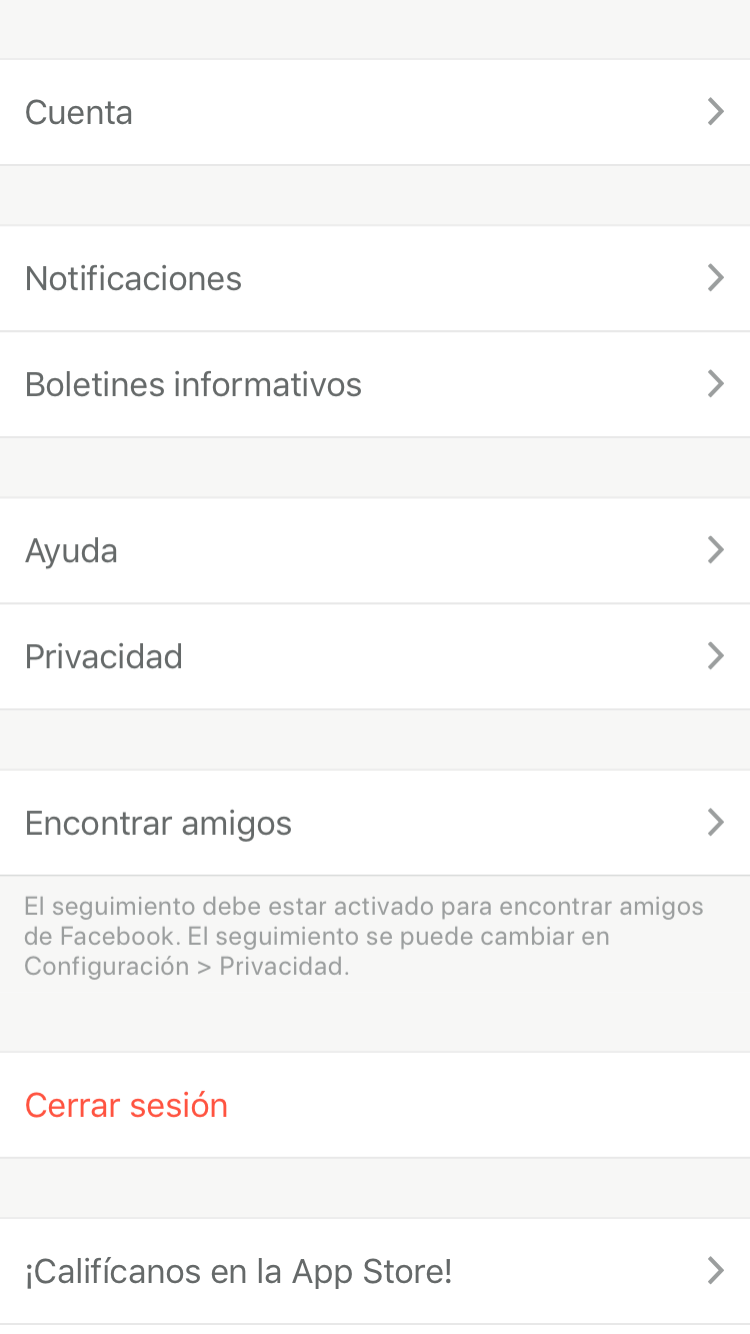 Cuenta
Notificaciones
Boletines informativos
Ayuda
Privacidad
Encontrar amigos
El seguimiento debe estar activado para encontrar amigos
de Facebook. El seguimiento se puede cambiar en
Configuración > Privacidad.
Cerrar sesión
¡Califícanos en la App Store!